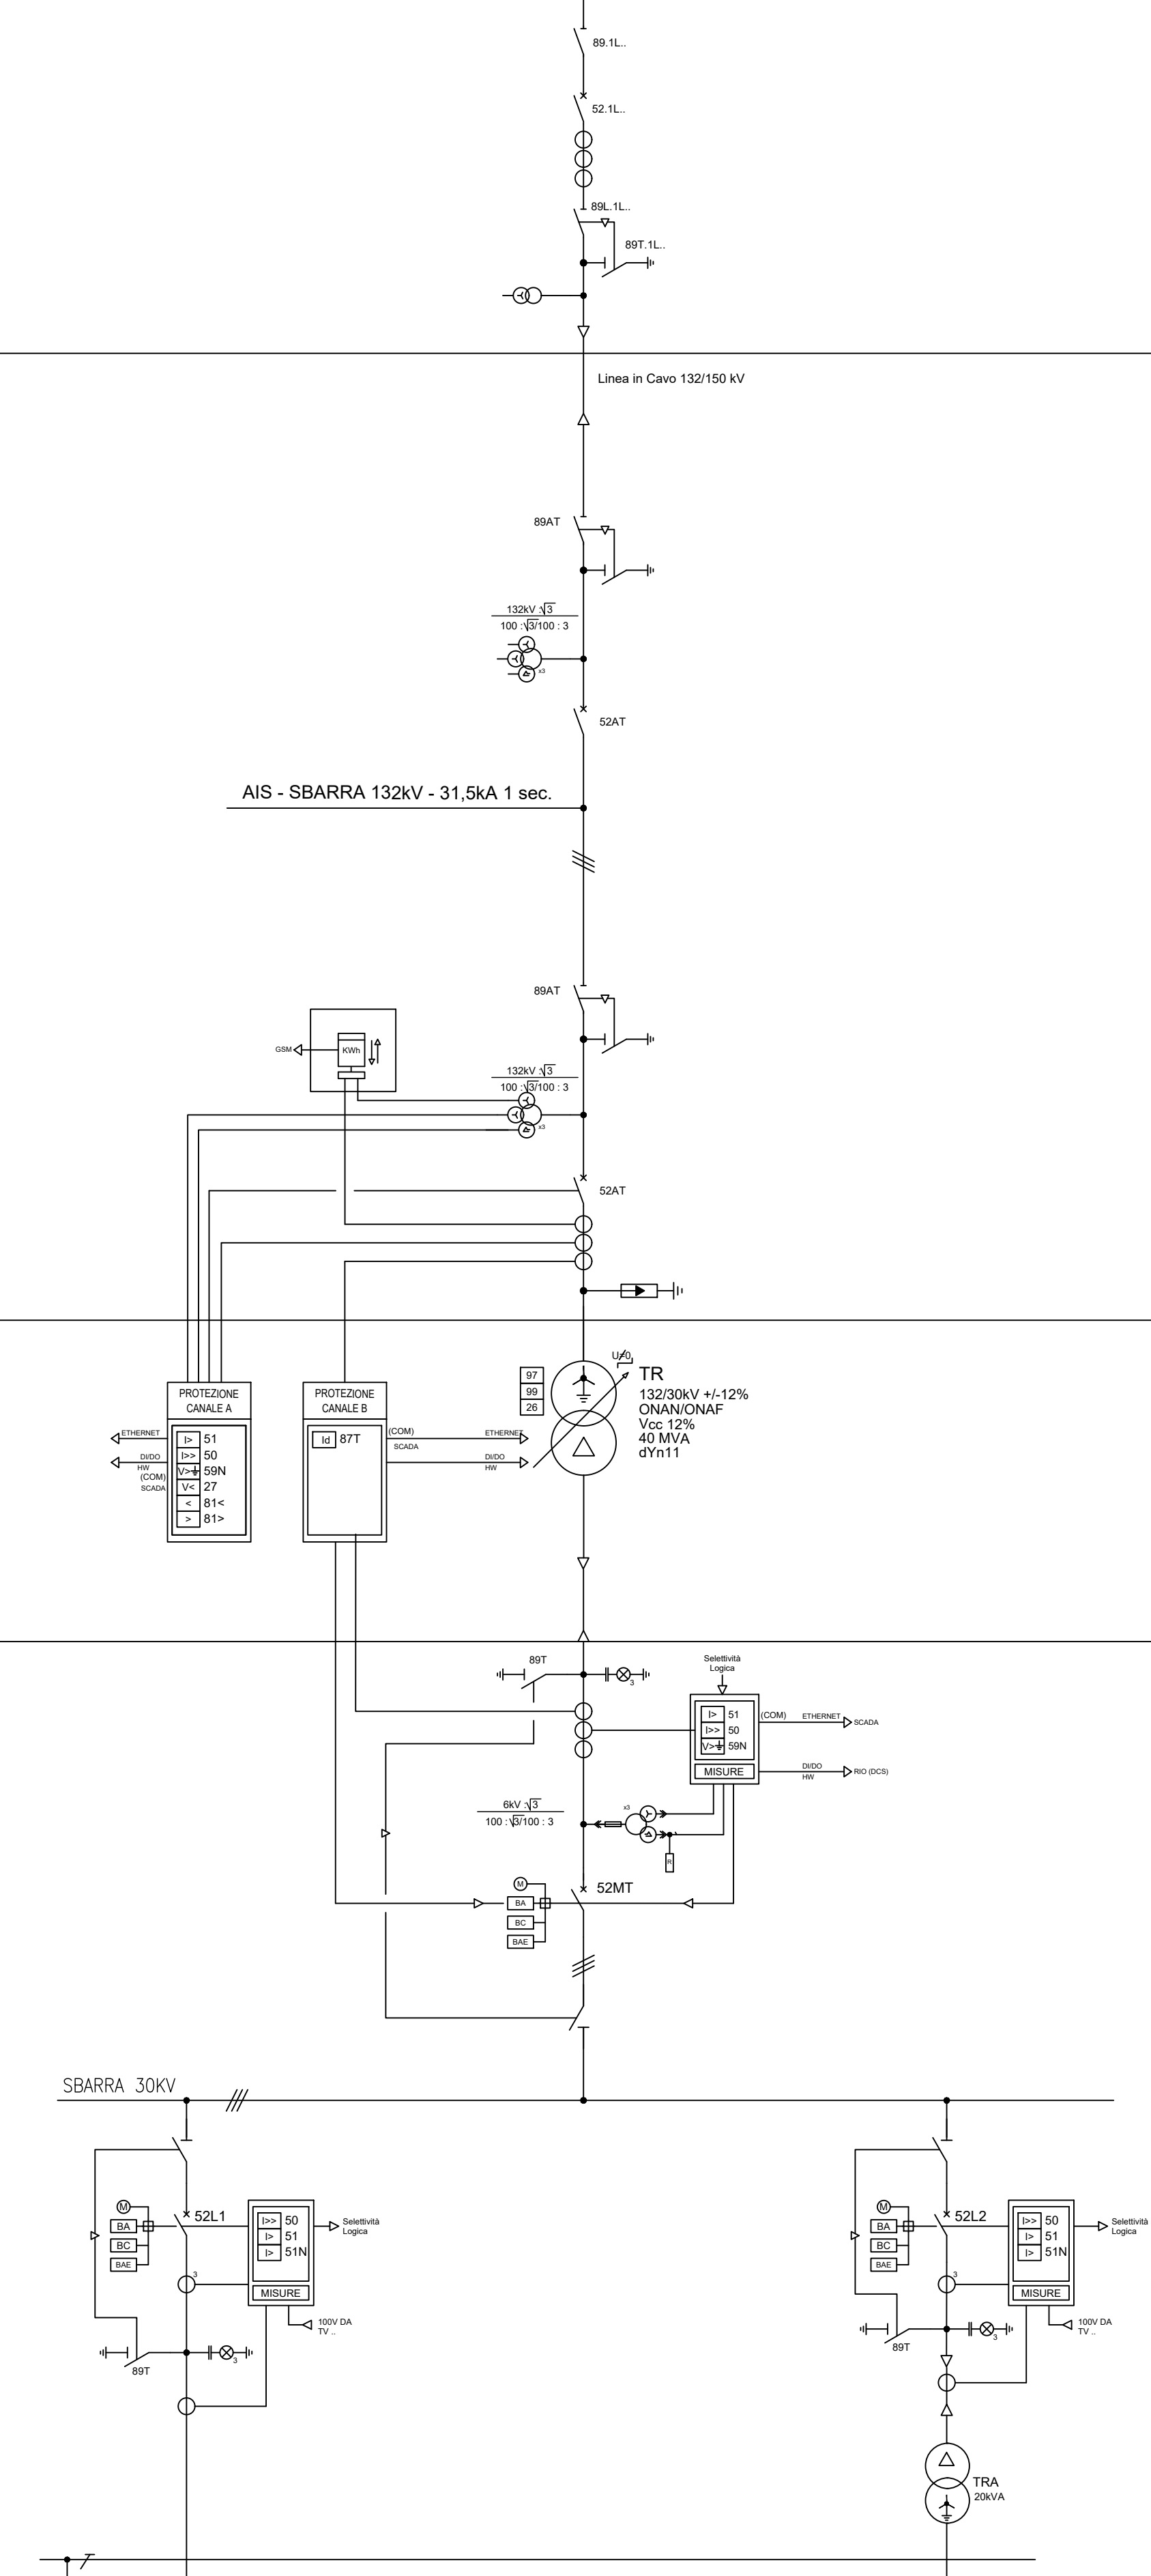 89.1L..
52.1L..
89L.1L..
89T.1L..
Linea in Cavo 132/150 kV
89AT
132kV :√3
100 :√3/100 : 3
x3
52AT
AIS - SBARRA 132kV - 31,5kA 1 sec.
89AT
GSM
KWh
132kV :√3
100 :√3/100 : 3
x3
52AT
U≠0
97
99
26
TR
132/30kV +/-12%
ONAN/ONAF
Vcc 12%
40 MVA
dYn11
PROTEZIONE
CANALE A
ETHERNET
DI/DO
HW
(COM)
SCADA
I> 51
I>> 50
V> 59N
V< 27
< 81<
> 81>
PROTEZIONE
CANALE B
Id 87T
(COM)
SCADA
ETHERNET
DI/DO
HW
89T
3
Selettività
Logica
I> 51
I>> 50
V> 59N
MISURE
(COM)
ETHERNET
SCADA
DI/DO
HW
RIO (DCS)
6kV :√3
100 :√3/100 : 3
x3
R
M
BA
BC
BAE
52MT
SBARRA 30KV
M
BA
BC
BAE
52L1
I>> 50
I> 51
I> 51N
MISURE
Selettività
Logica
3
100V DA
TV ..
89T
3
M
BA
BC
BAE
52L2
I>> 50
I> 51
I> 51N
MISURE
Selettività
Logica
3
100V DA
TV ..
89T
3
TRA
20kVA